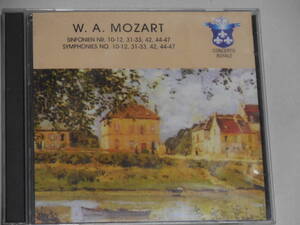 W. A. MOZART
SINFONIEN NR. 10-12, 31-33, 42, 44-47
SYMPHONIES NO. 10-12, 31-33, 42, 44-47
CONCERTO
ROYALE